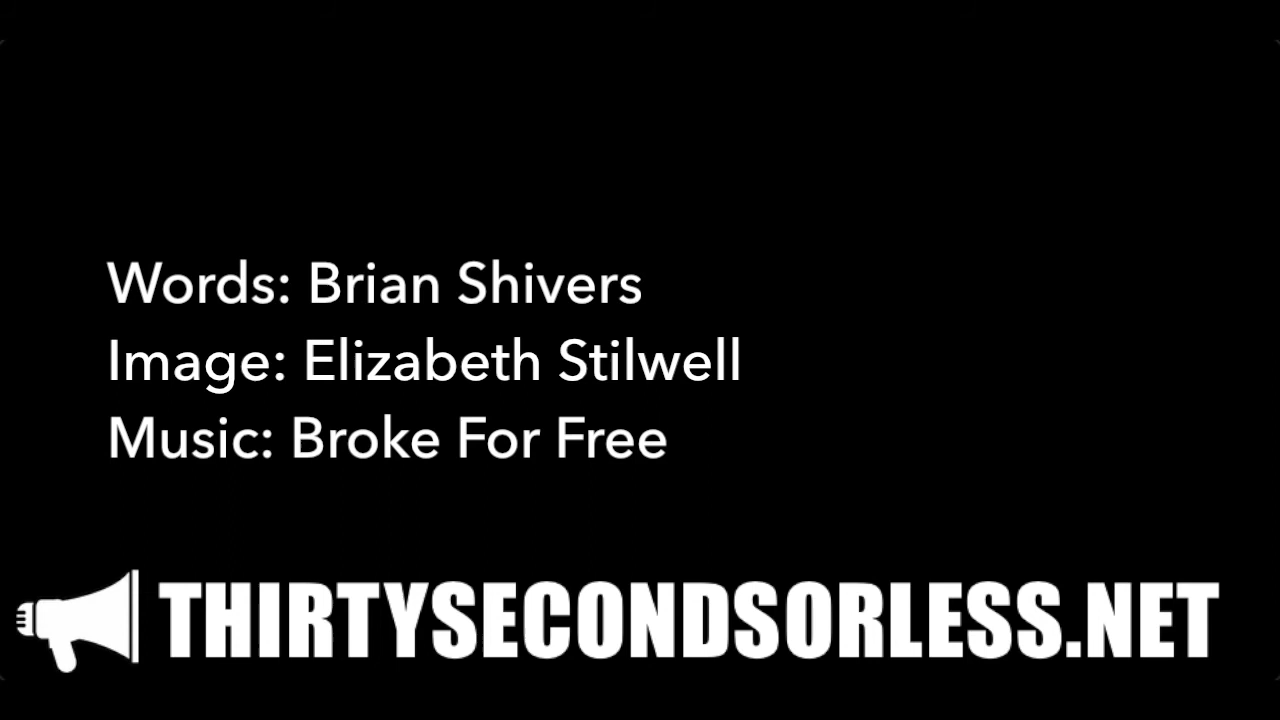 Words: Brian Shivers
Image: Elizabeth Stilwell
Music: Broke For Free
THIRTYSECONDSORLESS.NET